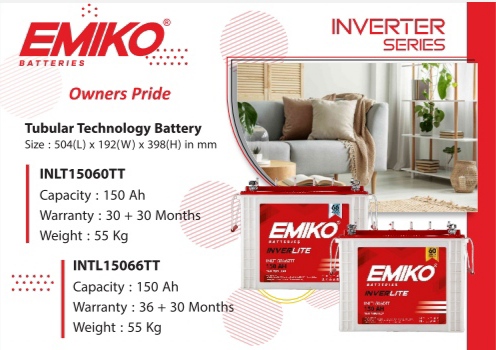 EMIKO®
BATTERIES
INVERTER
SERIES
Owners Pride
Tubular Technology Battery
Size : 504(L) x 192(W) x 398(H) in mm
INLT15060TT
Capacity : 150 Ah
Warranty : 30 + 30 Months
Weight : 55 Kg
INTL15066TT
Capacity : 150 Ah
Warranty : 36 + 30 Months
Weight : 55 Kg
EMIKO
BATTERIES
INVERLITE
60
EMIKO
BATTERIES
INVERLITE